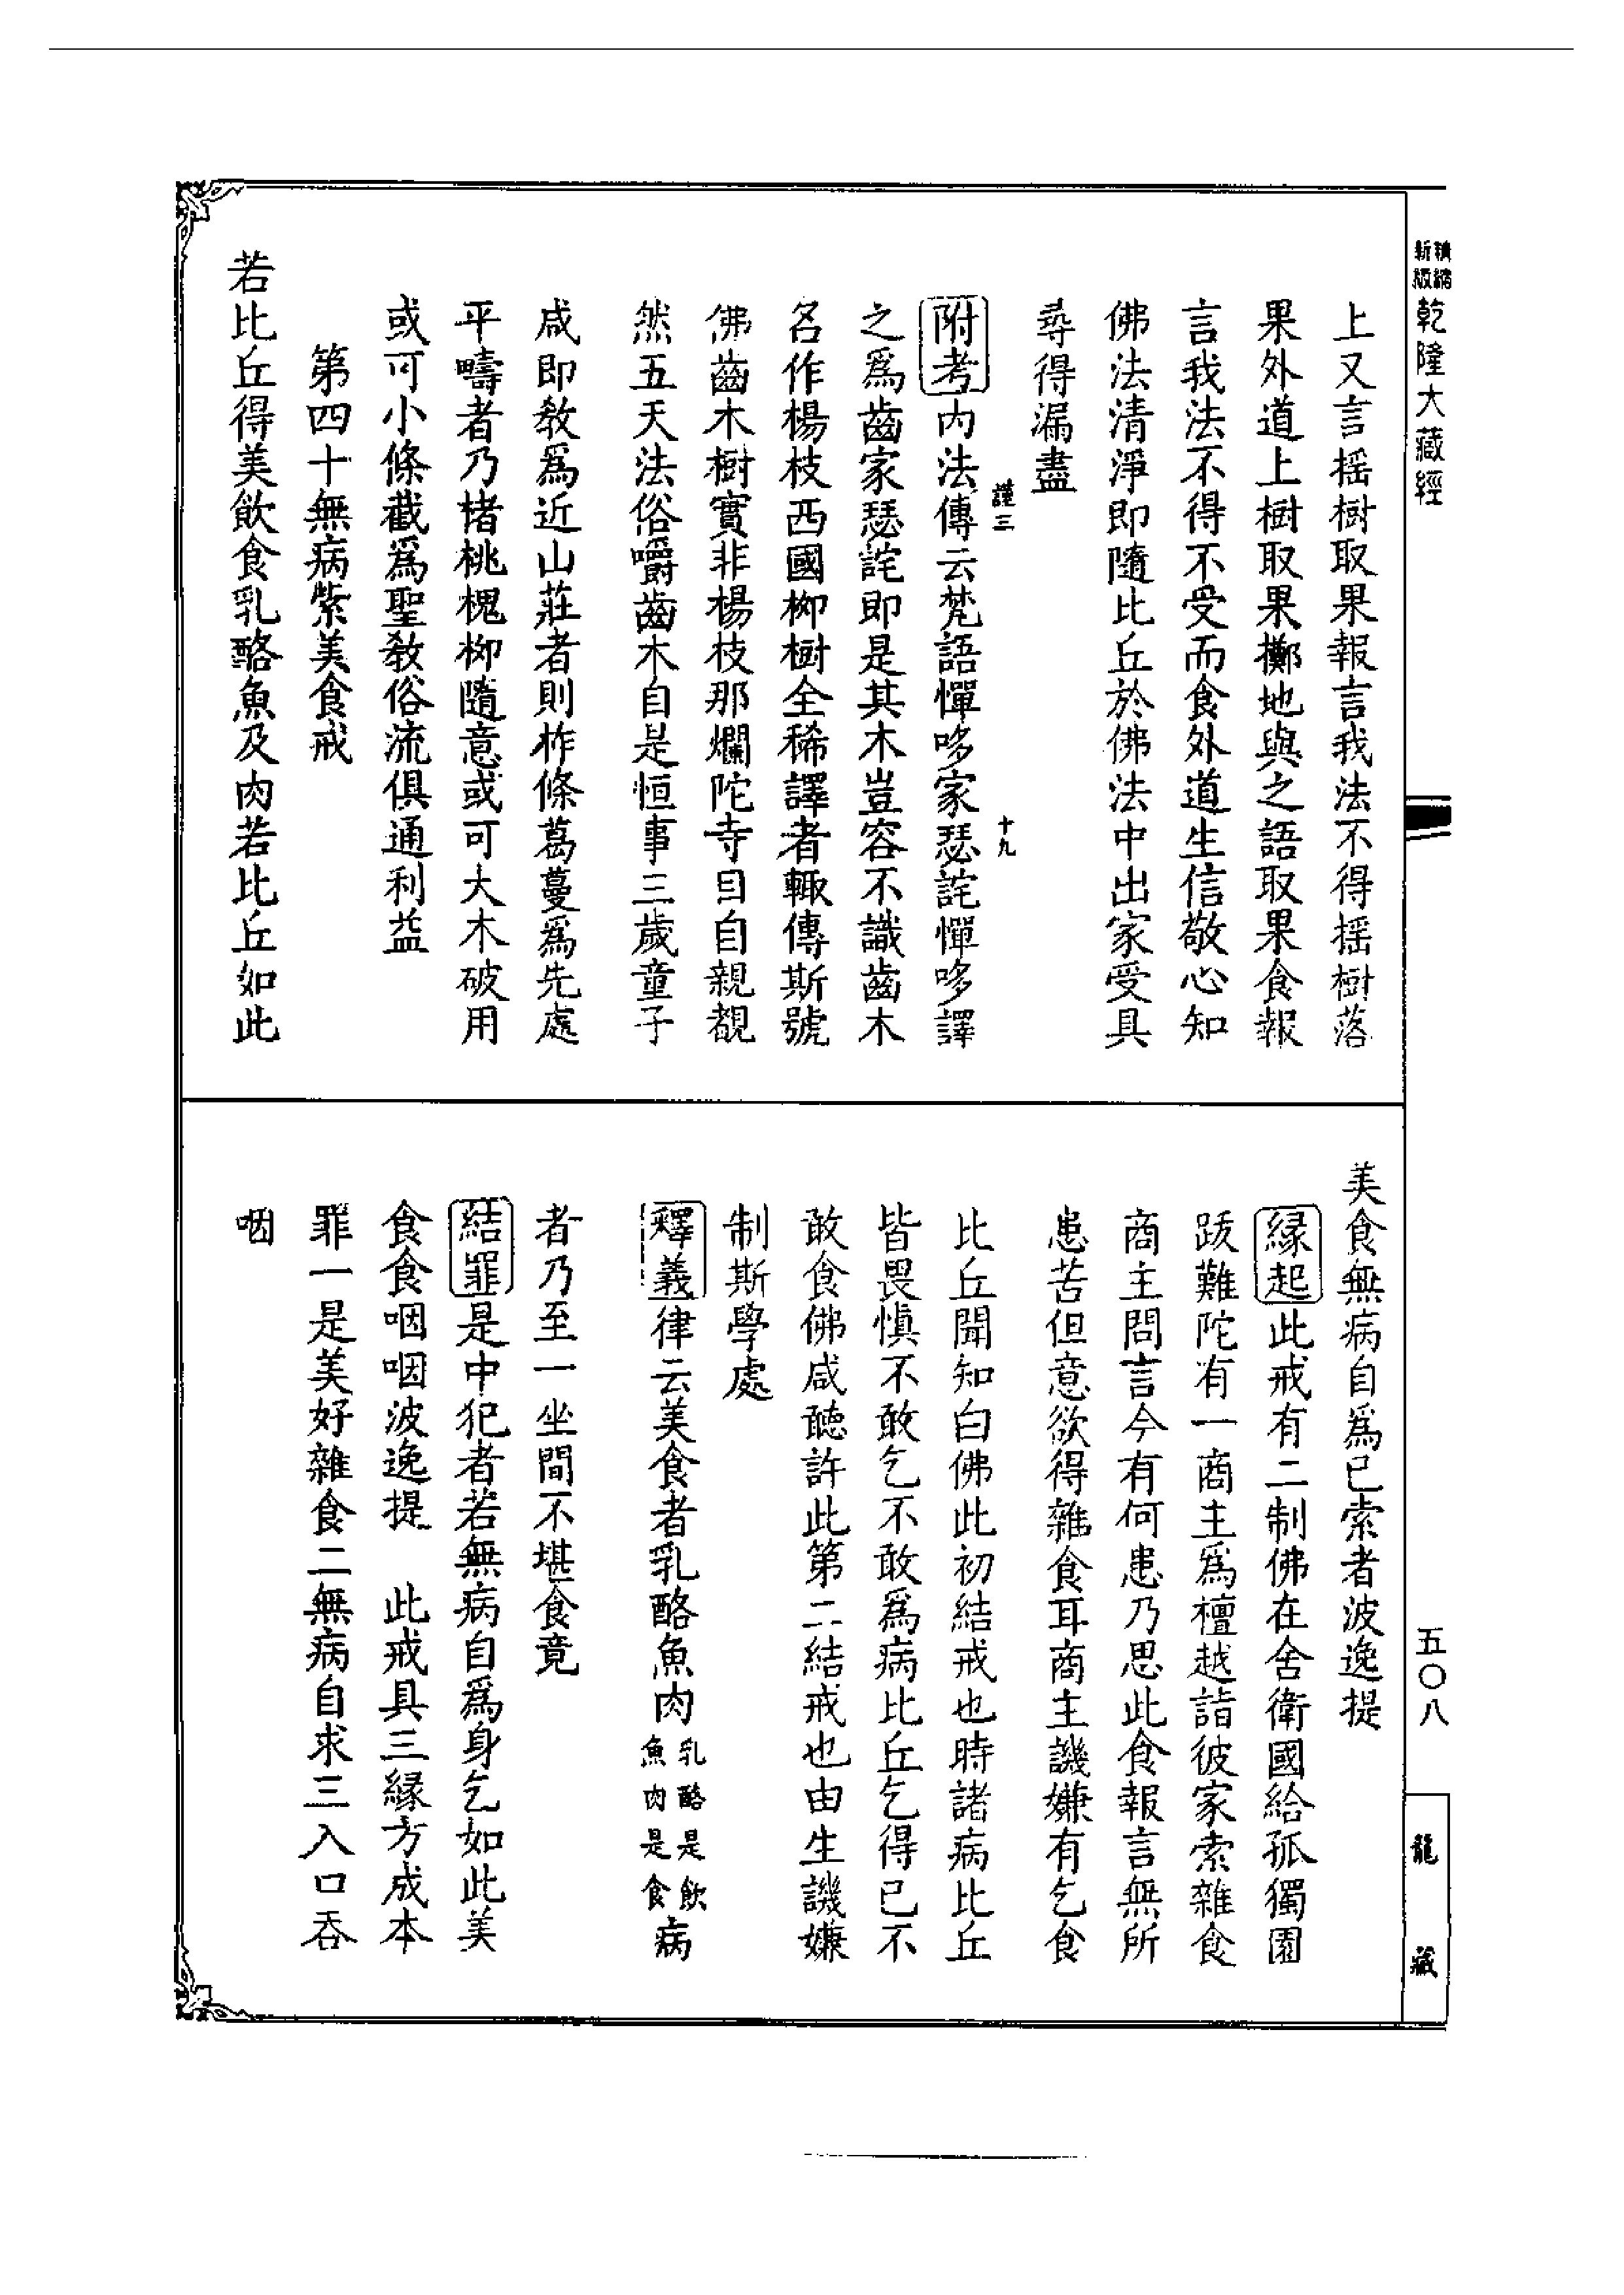 新編縮版乾隆大藏經
上又言摇樹取果報言我法不得摇樹落
果外道上樹取果擲地與之語取果食報
言我法不得不受而食外道生信敬心知
佛法清淨即隨比丘於佛法中出家受具
尋得漏盡
謹三
十九
附考内法傳云梵語憚哆家瑟詫憚哆譯
之爲齒家瑟詫即是其木豈容不識齒木
名作楊枝西國柳樹全稀譯者輙傳斯號
佛齒木樹實非楊枝那爛陀寺目自親覩
然五天法俗嚼齒木自是恒事三歲童子
咸即教爲近山莊者則柞條葛蔓爲先處
平疇者乃楮桃槐柳隨意或可大木破用
或可小條截爲聖教俗流俱通利益
第四十無病索美食戒
若比丘得美飲食乳酪魚及肉若比丘如此
美食無病自爲已索者波逸提
緣起此戒有二制佛在舍衛國給孤獨園
跋難陀有一商主爲檀越詣彼家索雜食
商主問言今有何患乃思此食報言無所
患苦但意欲得雜食耳商主譏嫌有乞食
比丘聞知白佛此初結戒也時諸病比丘
皆畏慎不敢乞不敢爲病比丘乞得已不
敢食佛咸聽許此第二結戒也由生譏嫌
制斯學處
釋義律云美食者乳酪魚肉乳酪是飲魚肉是食病
者乃至一坐間不堪食竟
結罪是中犯者若無病自爲身乞如此美
食食咽咽波逸提　此戒具三緣方成本
罪一是美好雜食二無病自求三入口吞
咽
五〇八
龍藏